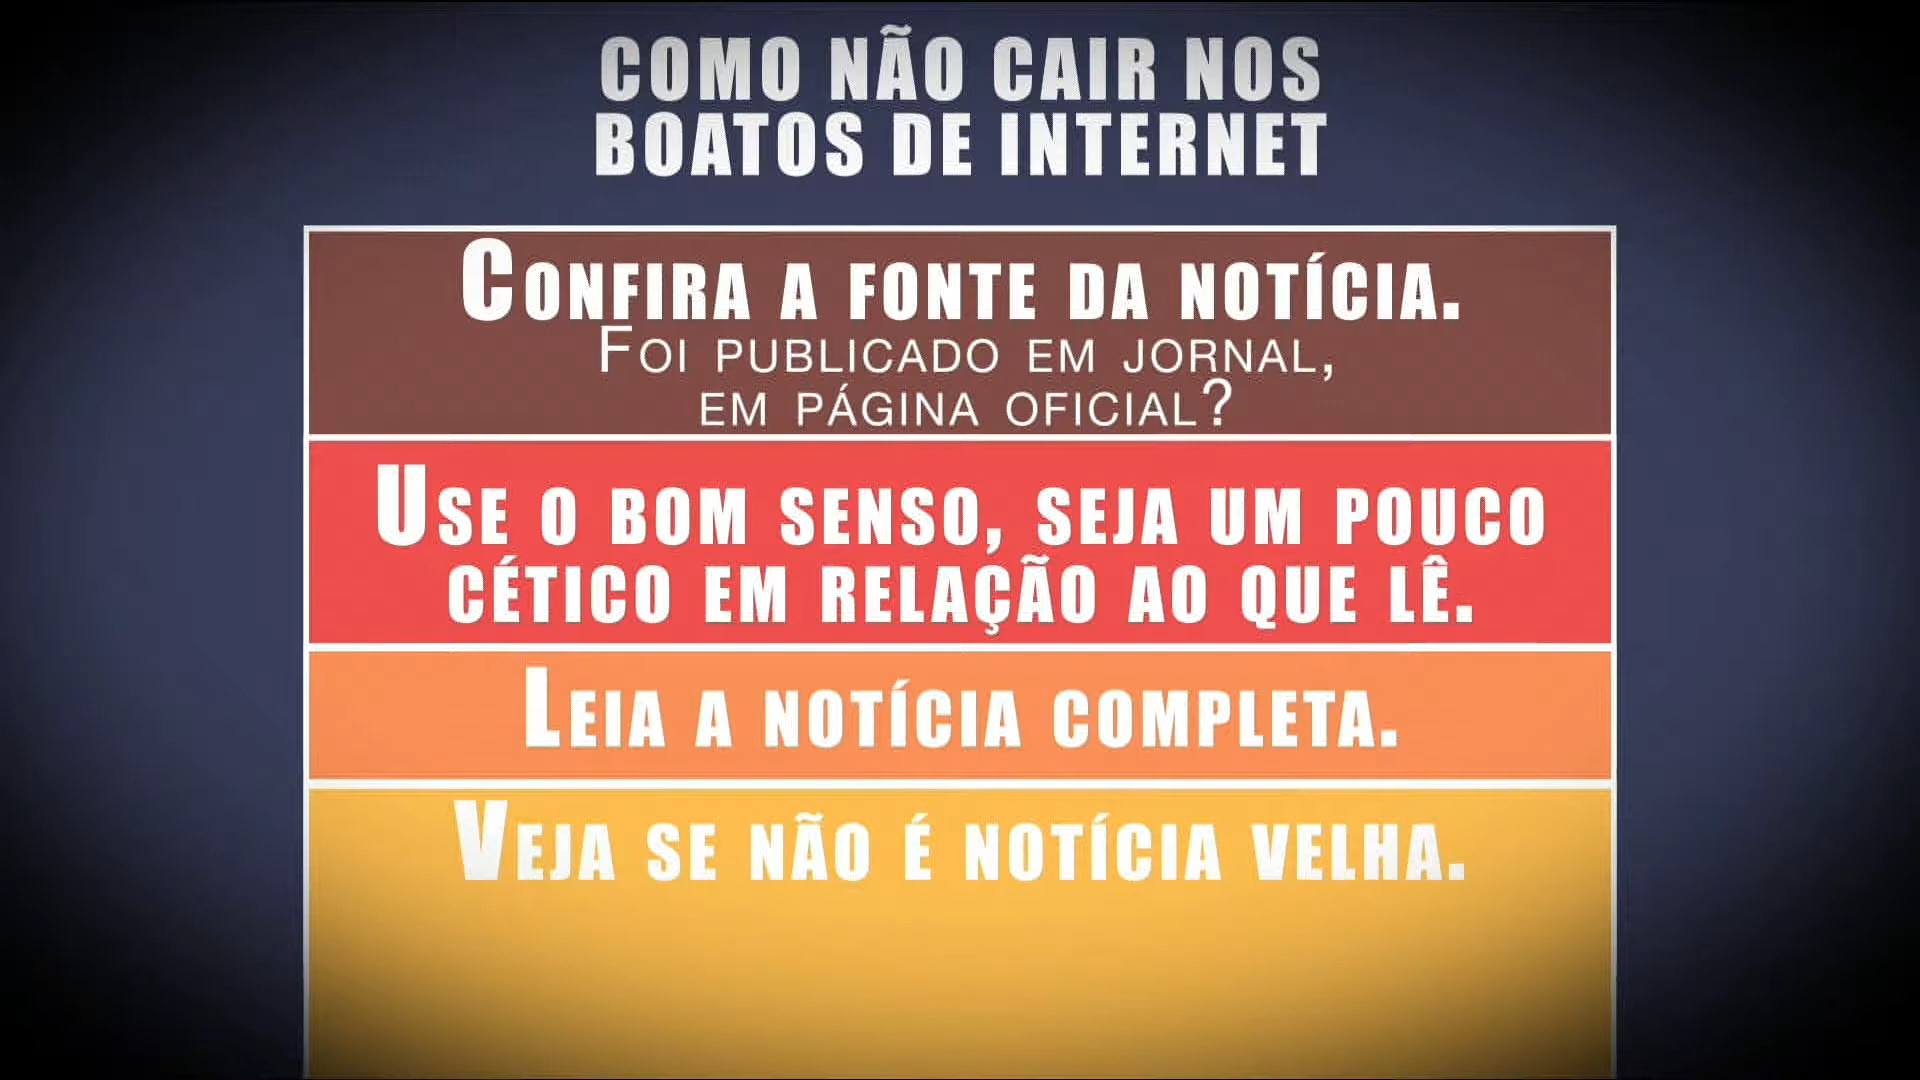 COMO NÃO CAIR NOS
BOATOS DE INTERNET
CONFIRA A FONTE DA NOTÍCIA.
FOI PUBLICADO EM JORNAL,
EM PÁGINA OFICIAL?
USE O BOM SENSO, SEJA UM POUCO
CÉTICO EM RELAÇÃO AO QUE LÊ.
LEIA A NOTÍCIA COMPLETA.
VEJA SE NÃO É NOTÍCIA VELHA.